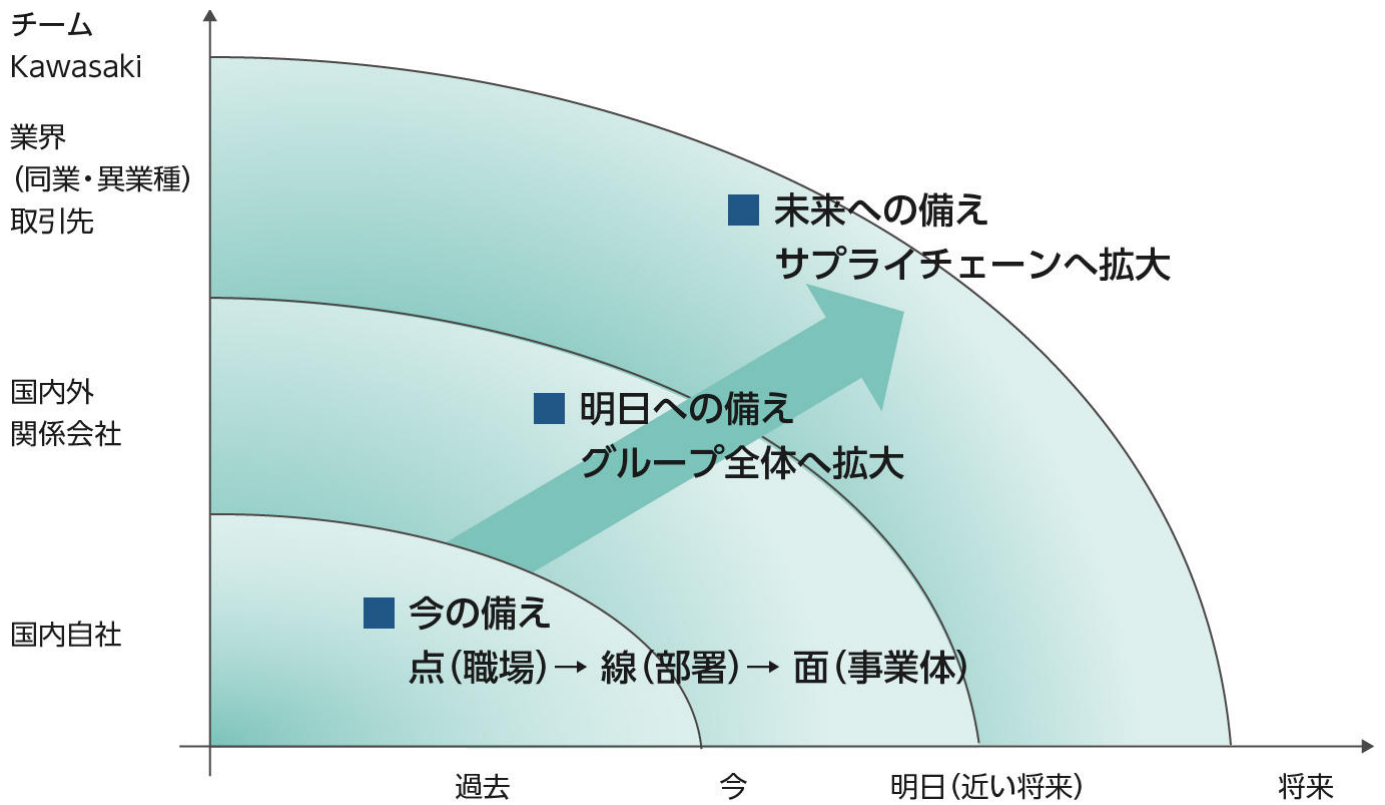 チーム
Kawasaki
業界
(同業・異業種)
取引先
国内外
関係会社
国内自社
■ 未来への備え
サプライチェーンへ拡大
■ 明日への備え
グループ全体へ拡大
■ 今の備え
点(職場)→ 線(部署)→ 面(事業体)
過去 今 明日(近い将来) 将来